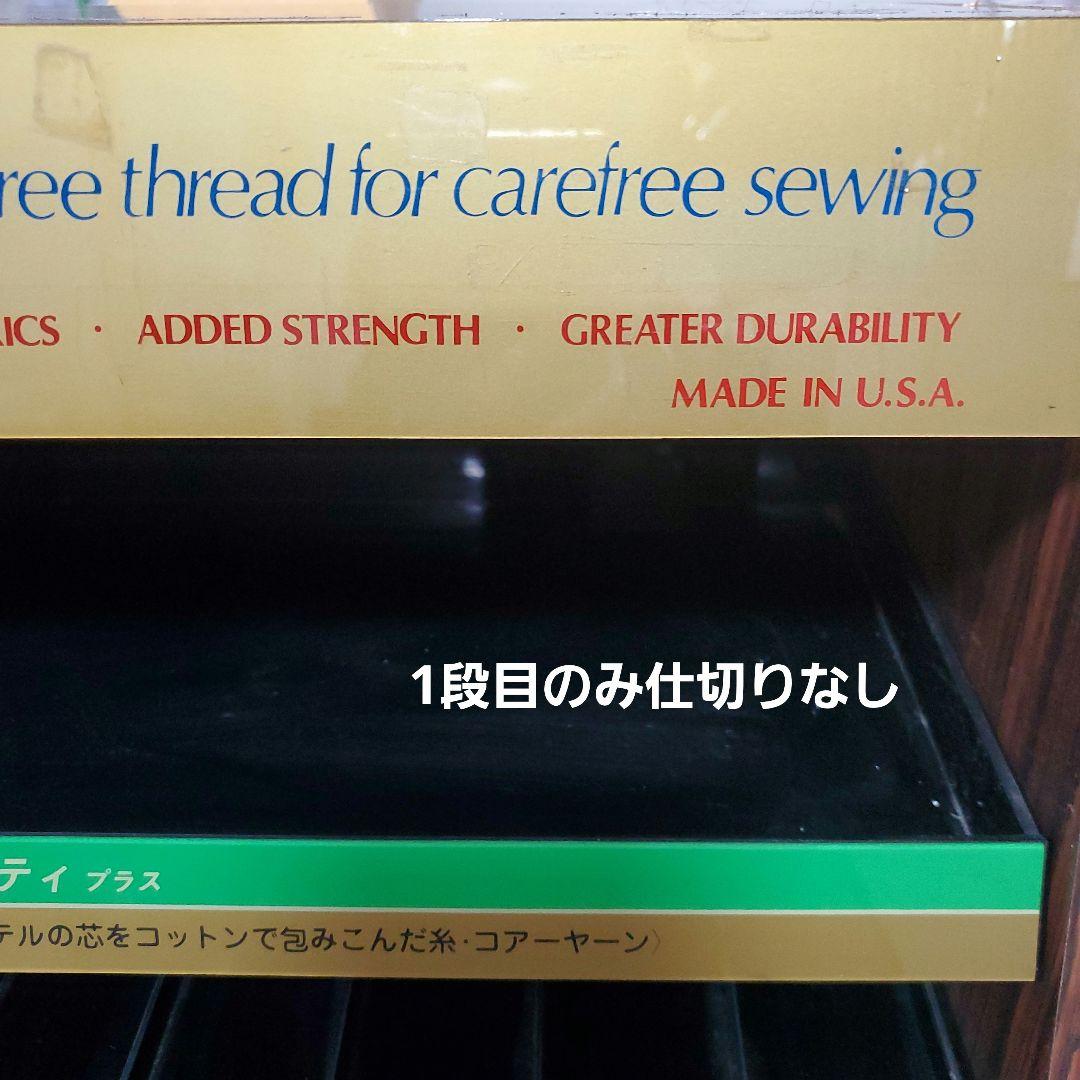 ree thread for carefree sewing
RICS · ADDED STRENGTH · GREATER DURABILITY
MADE IN U.S.A.
1段目のみ仕切りなし
ティ プラス
テルの芯をコットンで包みこんだ糸·コアーヤーン〉